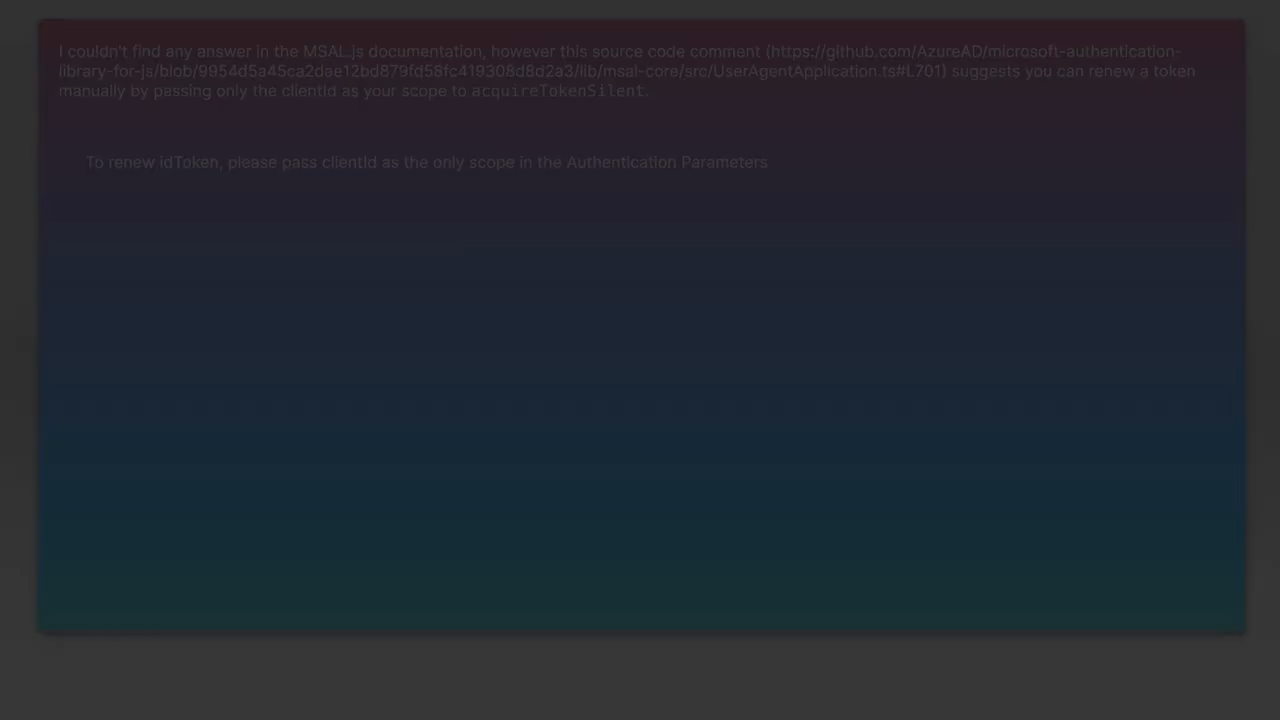 I couldn't find any answer in the MSAL.js documentation, however this source code comment (https://github.com/AzureAD/microsoft-authentication-
library-for-js/blob/9954d5a45ca2dae12bd879fd58fc419308d8d2a3/lib/msal-core/src/UserAgentApplication.ts#L701) suggests you can renew a token
manually by passing only the clientId as your scope to acquireTokenSilent.
To renew idToken, please pass clientId as the only scope in the Authentication Parameters